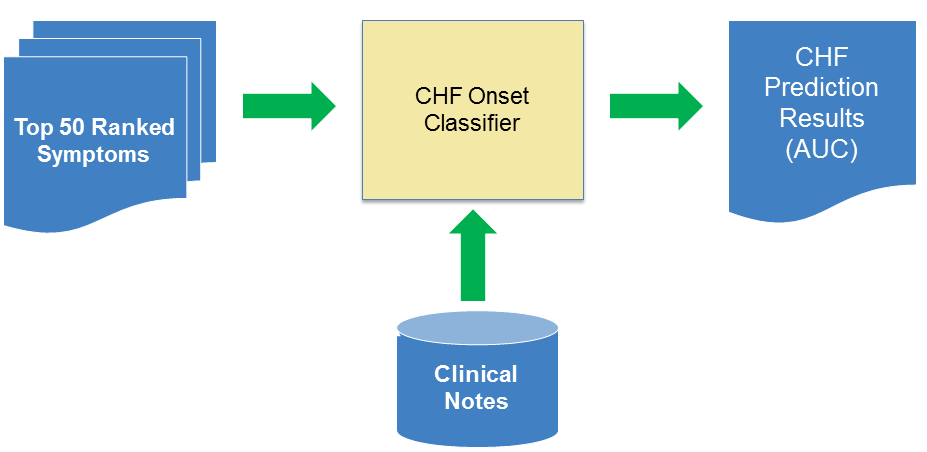 Top 50 Ranked
Symptoms
CHF Onset
Classifier
CHF
Prediction
Results
(AUC)
Clinical
Notes